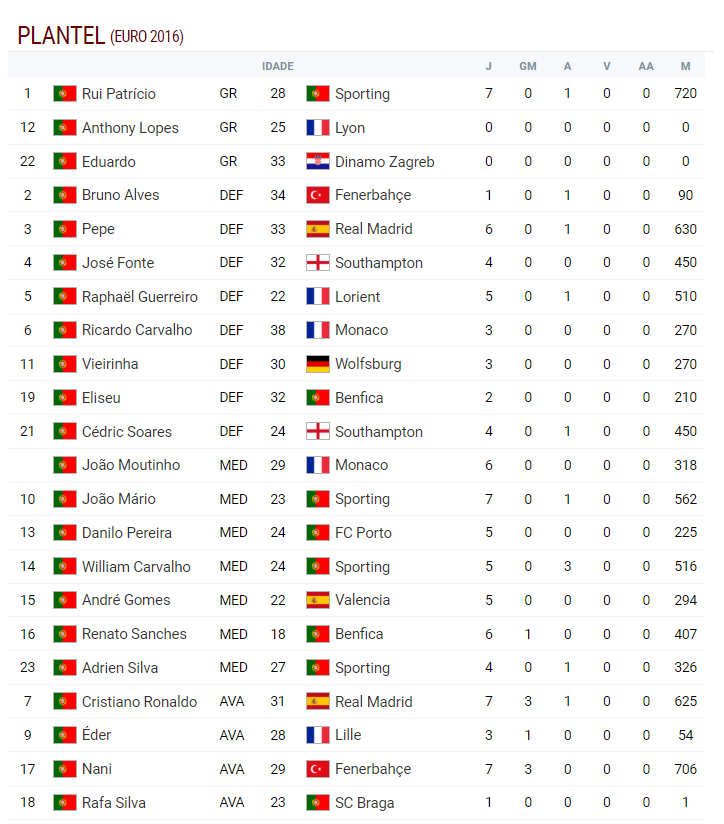 PLANTEL (EURO 2016)
IDADE J GM A V AA M
1 Rui Patrício GR 28 Sporting 7 0 1 0 0 720
12 Anthony Lopes GR 25 Lyon 0 0 0 0 0 0
22 Eduardo GR 33 Dinamo Zagreb 0 0 0 0 0 0
2 Bruno Alves DEF 34 Fenerbahçe 1 0 1 0 0 90
3 Pepe DEF 33 Real Madrid 6 0 1 0 0 630
4 José Fonte DEF 32 Southampton 4 0 0 0 0 450
5 Raphaël Guerreiro DEF 22 Lorient 5 0 1 0 0 510
6 Ricardo Carvalho DEF 38 Monaco 3 0 0 0 0 270
11 Vieirinha DEF 30 Wolfsburg 3 0 0 0 0 270
19 Eliseu DEF 32 Benfica 2 0 0 0 0 210
21 Cédric Soares DEF 24 Southampton 4 0 1 0 0 450
João Moutinho MED 29 Monaco 6 0 0 0 0 318
10 João Mário MED 23 Sporting 7 0 1 0 0 562
13 Danilo Pereira MED 24 FC Porto 5 0 0 0 0 225
14 William Carvalho MED 24 Sporting 5 0 3 0 0 516
15 André Gomes MED 22 Valencia 5 0 0 0 0 294
16 Renato Sanches MED 18 Benfica 6 1 0 0 0 407
23 Adrien Silva MED 27 Sporting 4 0 1 0 0 326
7 Cristiano Ronaldo AVA 31 Real Madrid 7 3 1 0 0 625
9 Éder AVA 28 Lille 3 1 0 0 0 54
17 Nani AVA 29 Fenerbahçe 7 3 0 0 0 706
18 Rafa Silva AVA 23 SC Braga 1 0 0 0 0 1